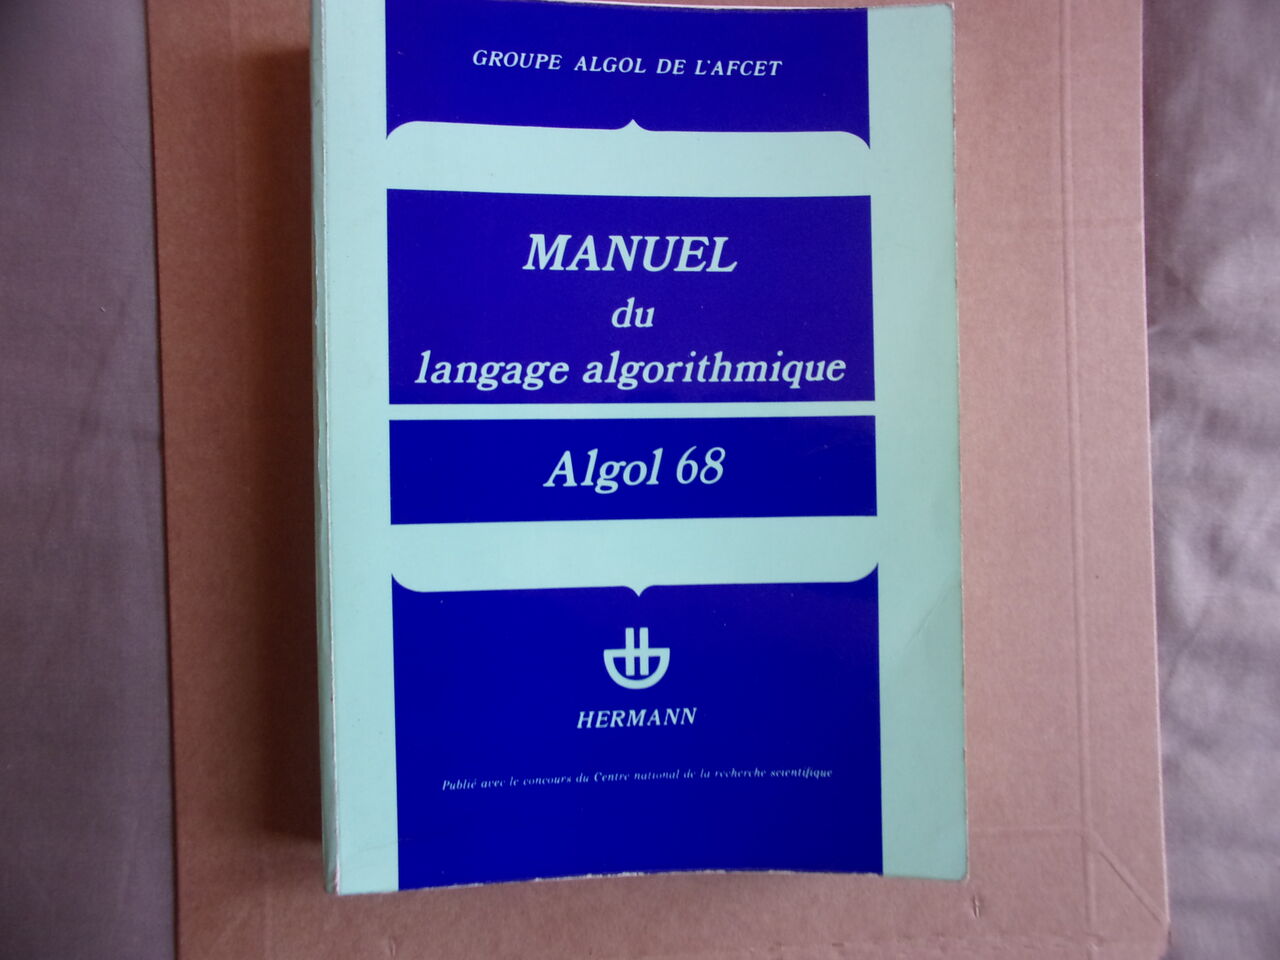 GROUPE ALGOL DE L'AFCET
MANUEL
du
langage algorithmique
Algol 68
HERMANN
Publié avec le concours du Centre national de la recherche scientifique